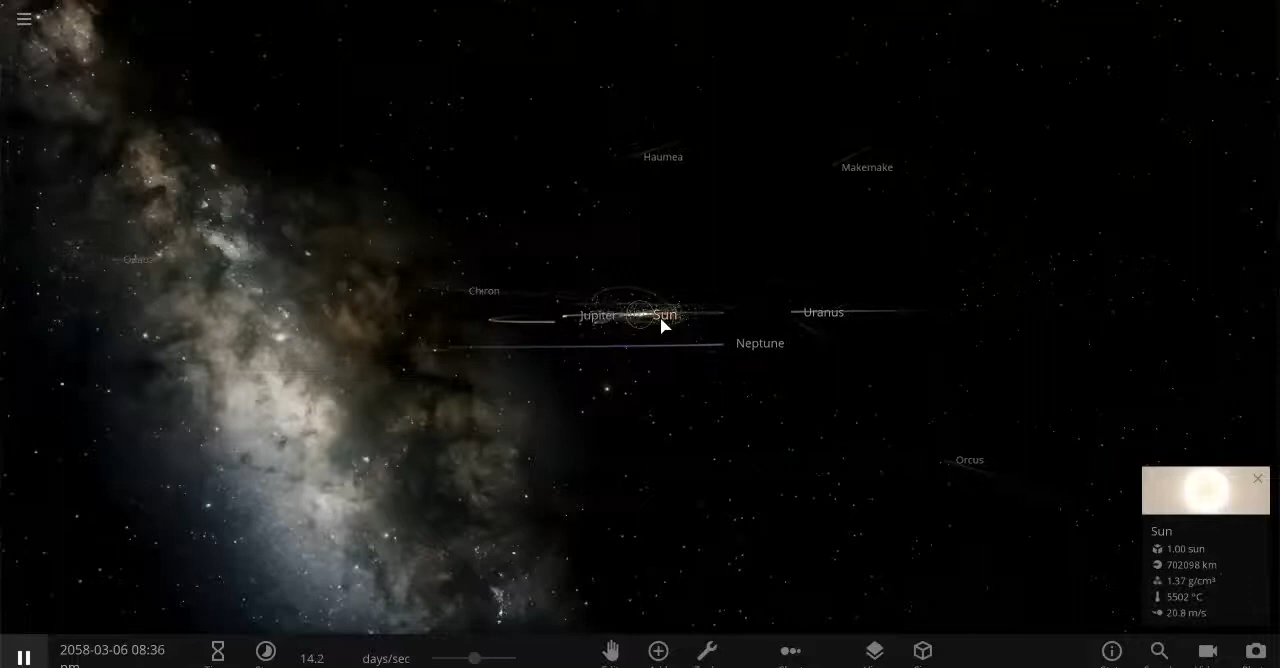 Haumea
Makemake
Chiron
Jupiter
Sun
Uranus
Neptune
Orcus
Sun
1.00 sun
702098 km
1.37 g/cm³
5502 °C
20.8 m/s
2058-03-06 08:36
pm
14.2 days/sec